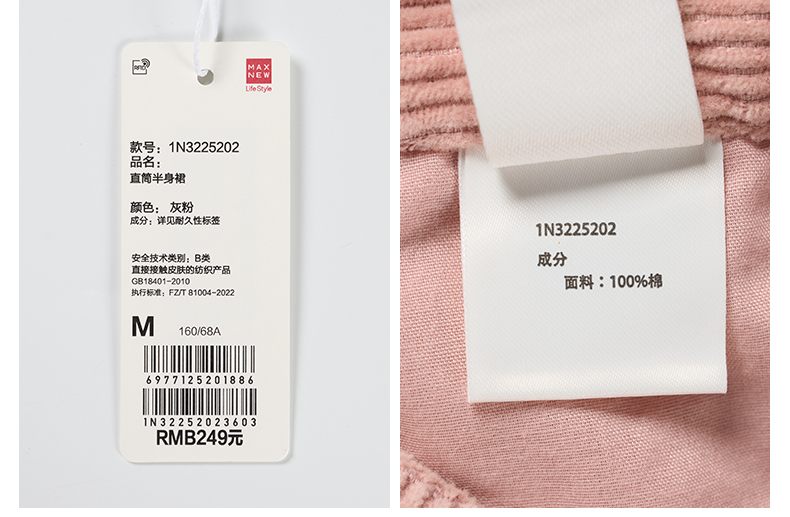 RFID
MAX
NEW
Life Style
款号：1N3225202
品名：
直筒半身裙
颜色： 灰粉
成分：详见耐久性标签
安全技术类别：B类
直接接触皮肤的纺织产品
GB18401-2010
执行标准：FZ/T 81004-2022
M 160/68A
6977125201886
1N32252023603
RMB249元
1N3225202
成分
面料：100%棉